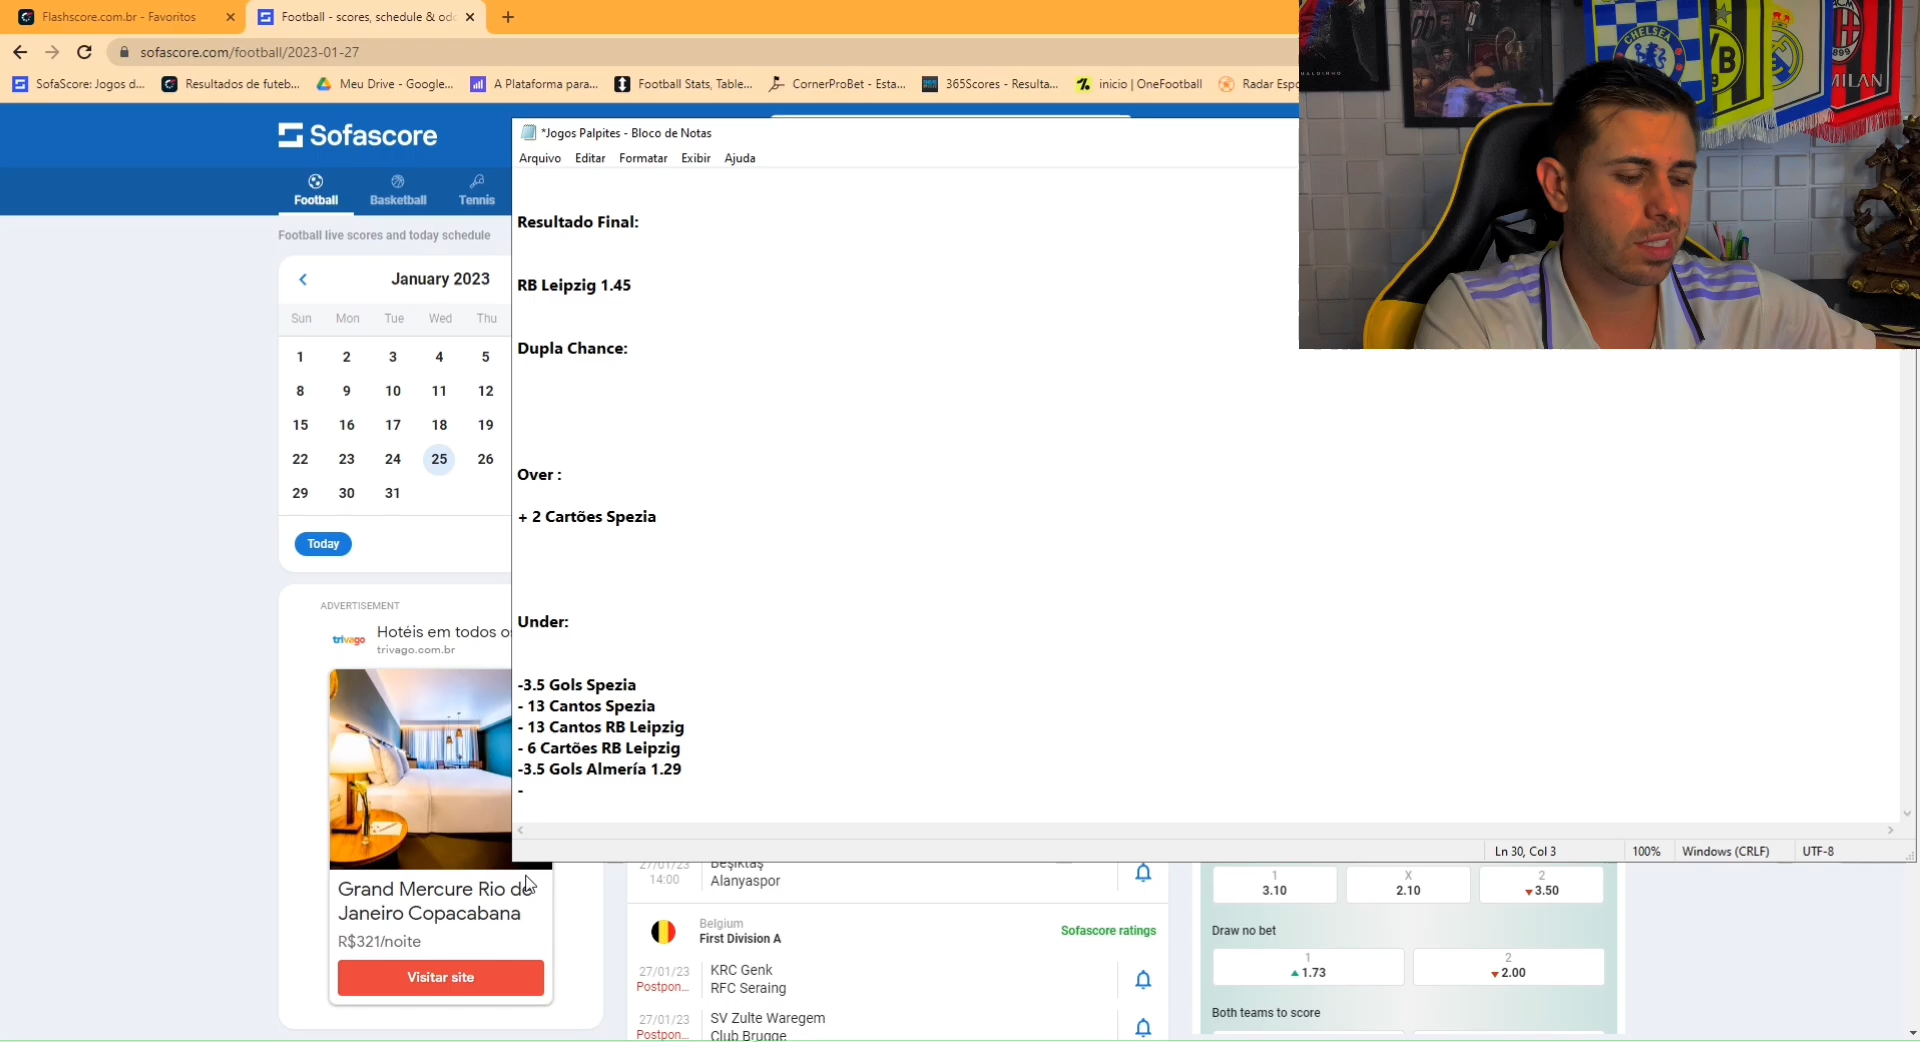 Flashscore.com.br - Favoritos
Football - scores, schedule & odd
sofascore.com/football/2023-01-27
SofaScore: Jogos d...
Resultados de futeb...
Meu Drive - Google...
A Plataforma para...
Football Stats, Table...
CornerProBet - Esta...
365Scores - Resulta...
inicio | OneFootball
Radar Espo
CHELSEA
1899
MILAN
Sofascore
Football
Basketball
Tennis
Football live scores and today schedule
January 2023
Sun Mon Tue Wed Thu
1 2 3 4 5
8 9 10 11 12
15 16 17 18 19
22 23 24 25 26
29 30 31
Today
ADVERTISEMENT
trivago
Hotéis em todos os
trivago.com.br
Grand Mercure Rio de
Janeiro Copacabana
R$321/noite
Visitar site
*Jogos Palpites - Bloco de Notas
Arquivo Editar Formatar Exibir Ajuda
Resultado Final:
RB Leipzig 1.45
Dupla Chance:
Over :
+ 2 Cartões Spezia
Under:
-3.5 Gols Spezia
- 13 Cantos Spezia
- 13 Cantos RB Leipzig
- 6 Cartões RB Leipzig
-3.5 Gols Almería 1.29
-
Ln 30, Col 3
100%
Windows (CRLF)
UTF-8
27/01/23
14:00
Beşiktaş
Alanyaspor
Belgium
First Division A
Sofascore ratings
27/01/23
Postpon...
KRC Genk
RFC Seraing
27/01/23
Postpon...
SV Zulte Waregem
Club Brugge
1 X 2
3.10 2.10 3.50
Draw no bet
1 2
1.73 2.00
Both teams to score